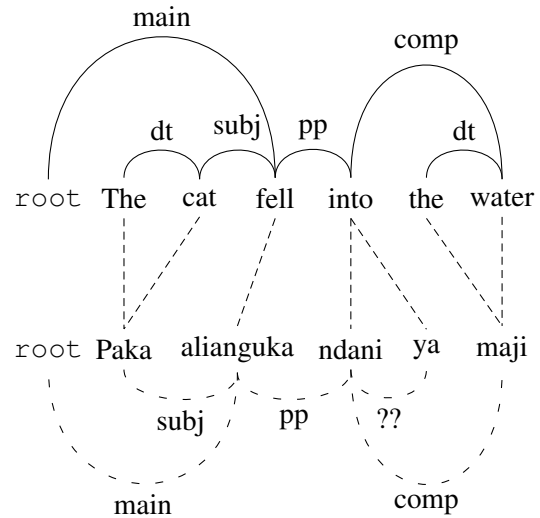 main
comp
dt subj pp dt
root The cat fell into the water
root Paka alianguka ndani ya maji
subj pp ??
main comp